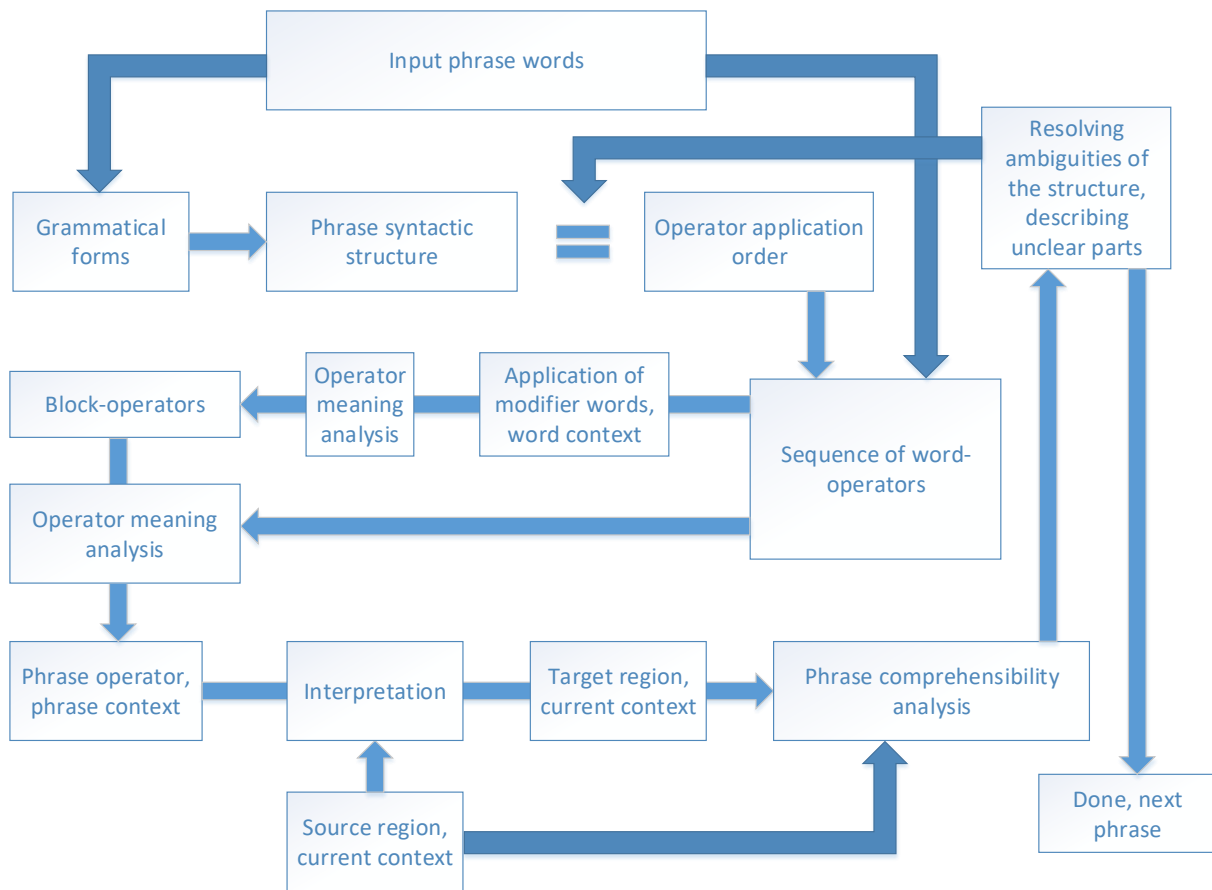 Input phrase words
Resolving
ambiguities of
the structure,
describing
unclear parts
Grammatical
forms
Phrase syntactic
structure
=
Operator application
order
Block-operators
Operator
meaning
analysis
Application of
modifier words,
word context
Sequence of word-
operators
Operator meaning
analysis
Phrase operator,
phrase context
Interpretation
Target region,
current context
Phrase comprehensibility
analysis
Source region,
current context
Done, next
phrase